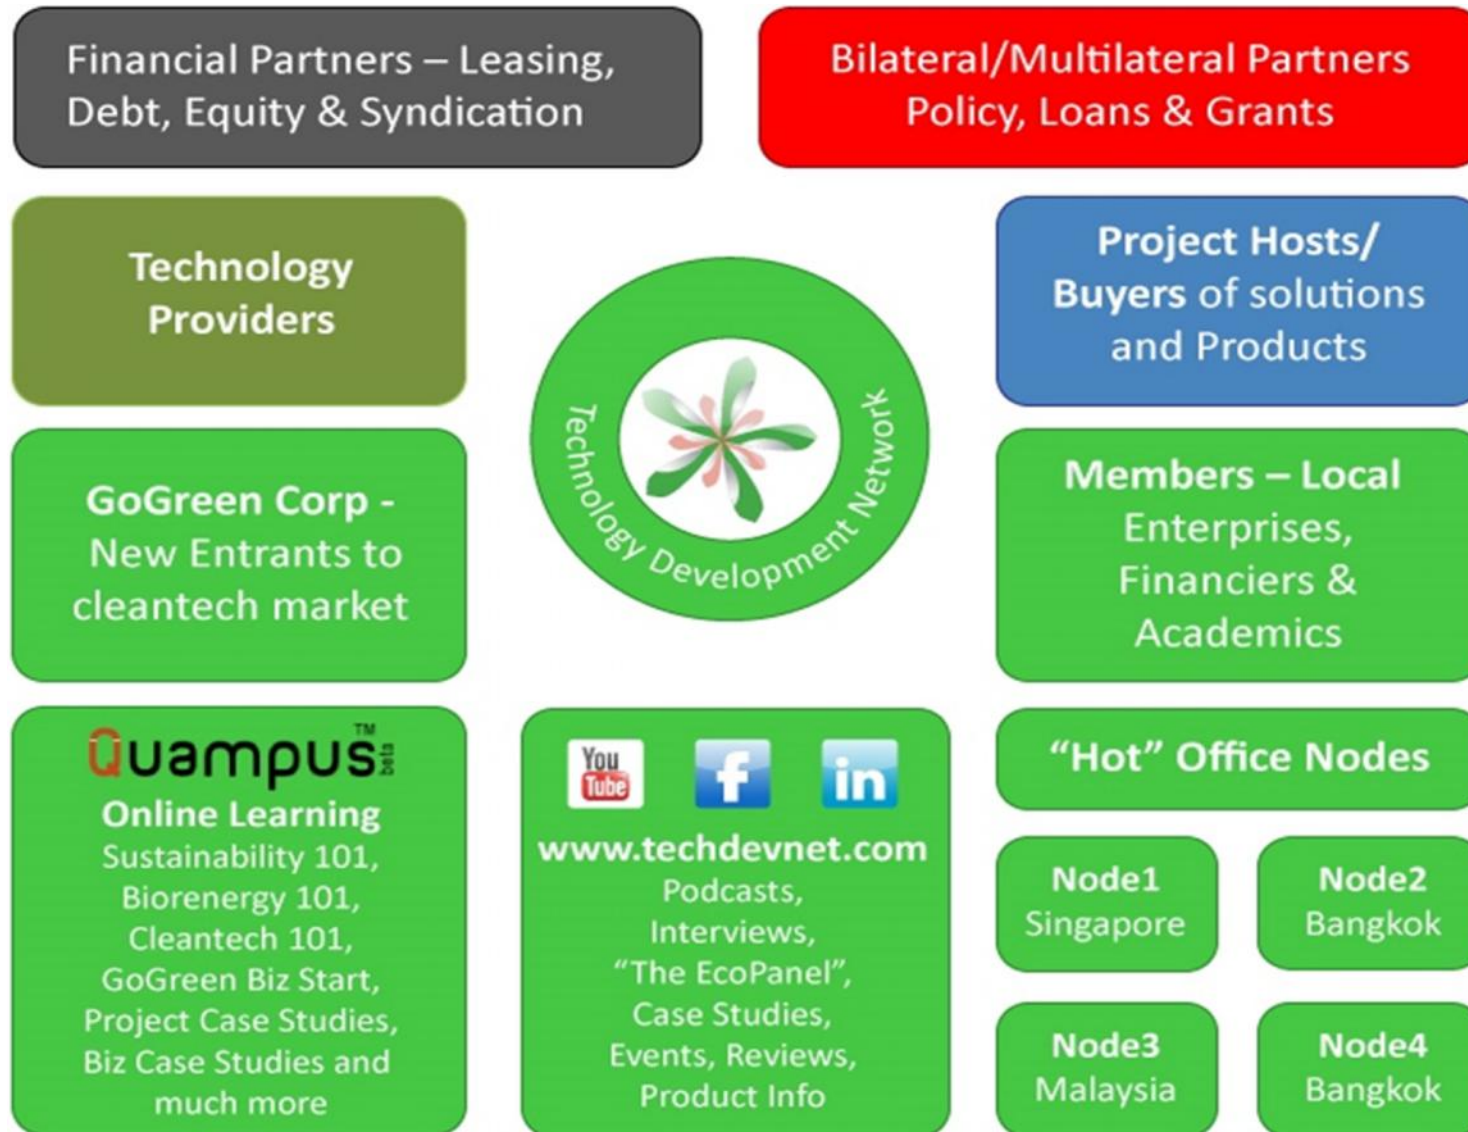 Financial Partners – Leasing,
Debt, Equity & Syndication
Bilateral/Multilateral Partners
Policy, Loans & Grants
Technology
Providers
Technology Development Network
Project Hosts/
Buyers of solutions
and Products
GoGreen Corp -
New Entrants to
cleantech market
Members – Local
Enterprises,
Financiers &
Academics
Quampus TM beta
Online Learning
Sustainability 101,
Biorenergy 101,
Cleantech 101,
GoGreen Biz Start,
Project Case Studies,
Biz Case Studies and
much more
You
Tube
f
in
www.techdevnet.com
Podcasts,
Interviews,
“The EcoPanel”,
Case Studies,
Events, Reviews,
Product Info
“Hot” Office Nodes
Node1
Singapore
Node2
Bangkok
Node3
Malaysia
Node4
Bangkok